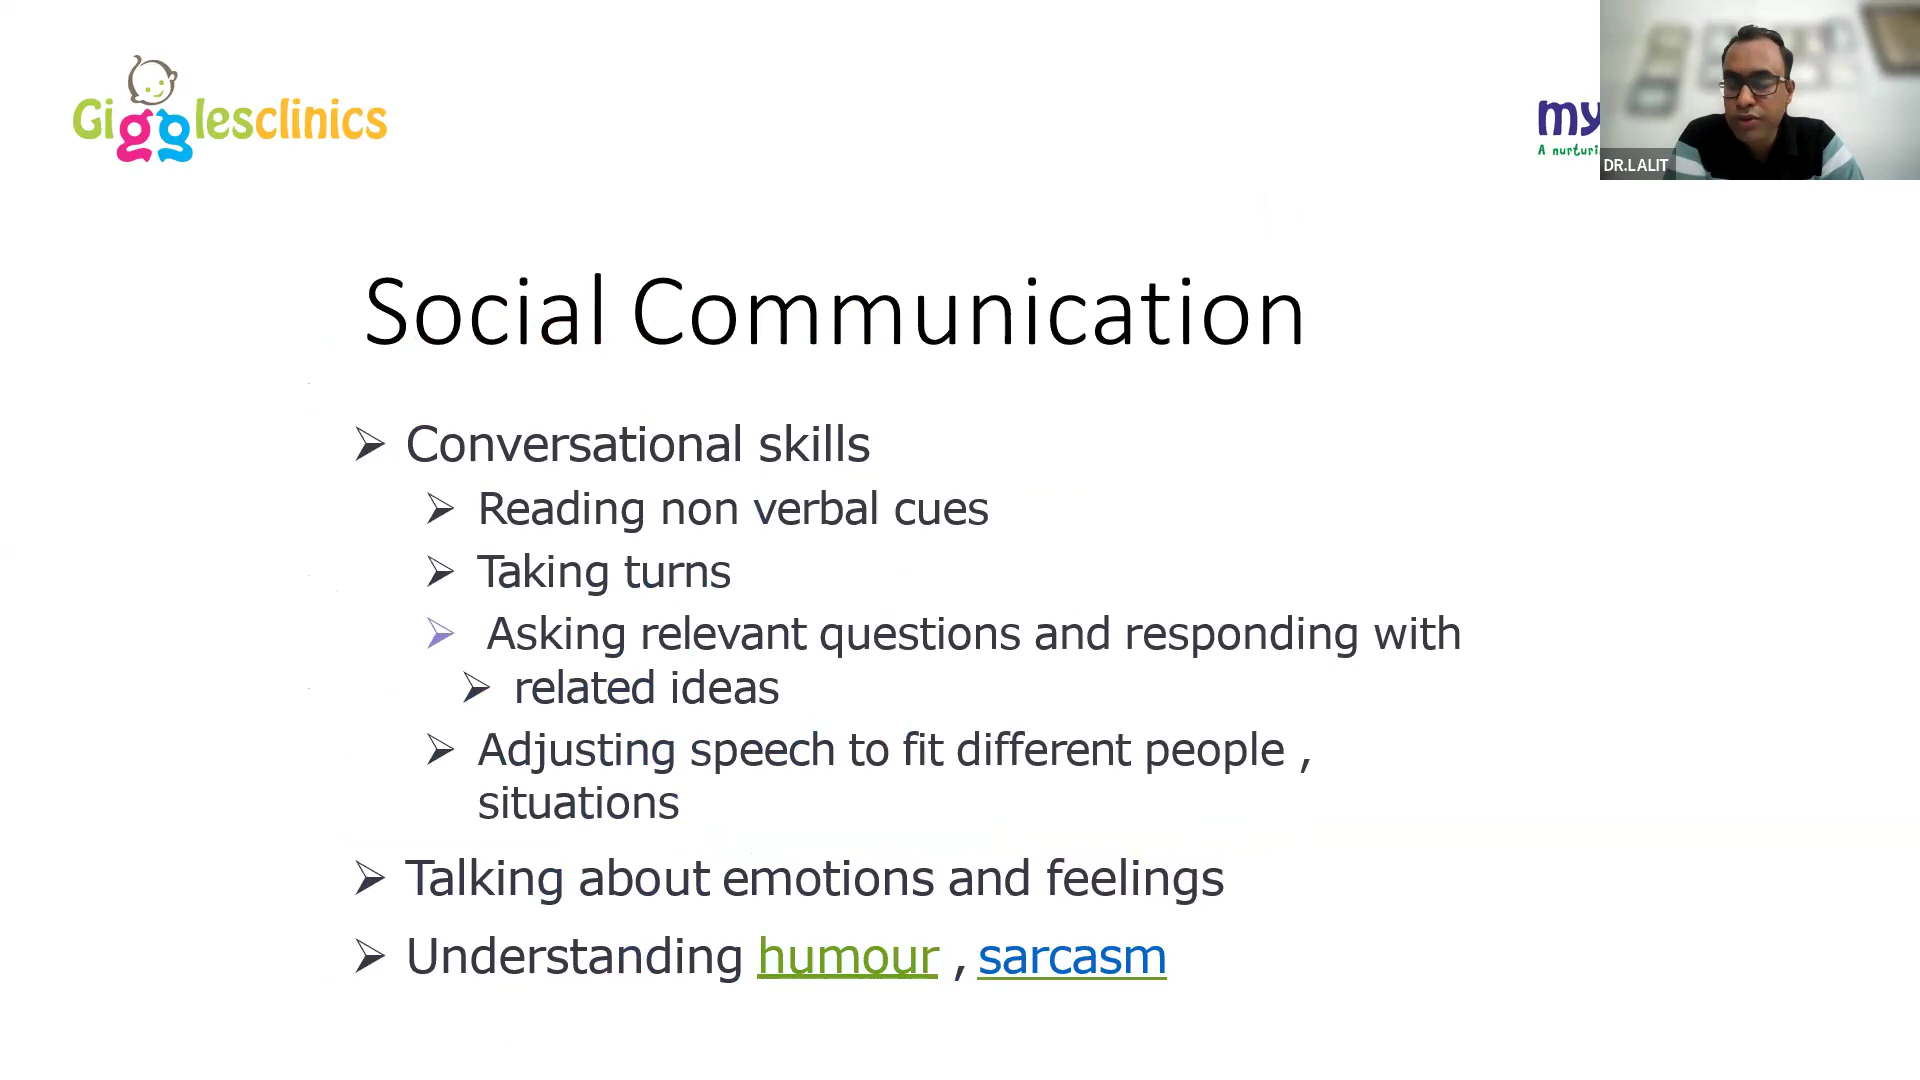 Gigglesclinics
my
A nurturi
DR.LALIT
Social Communication
➢ Conversational skills
➢ Reading non verbal cues
➢ Taking turns
➢ Asking relevant questions and responding with
➢ related ideas
➢ Adjusting speech to fit different people ,
situations
➢ Talking about emotions and feelings
➢ Understanding humour , sarcasm